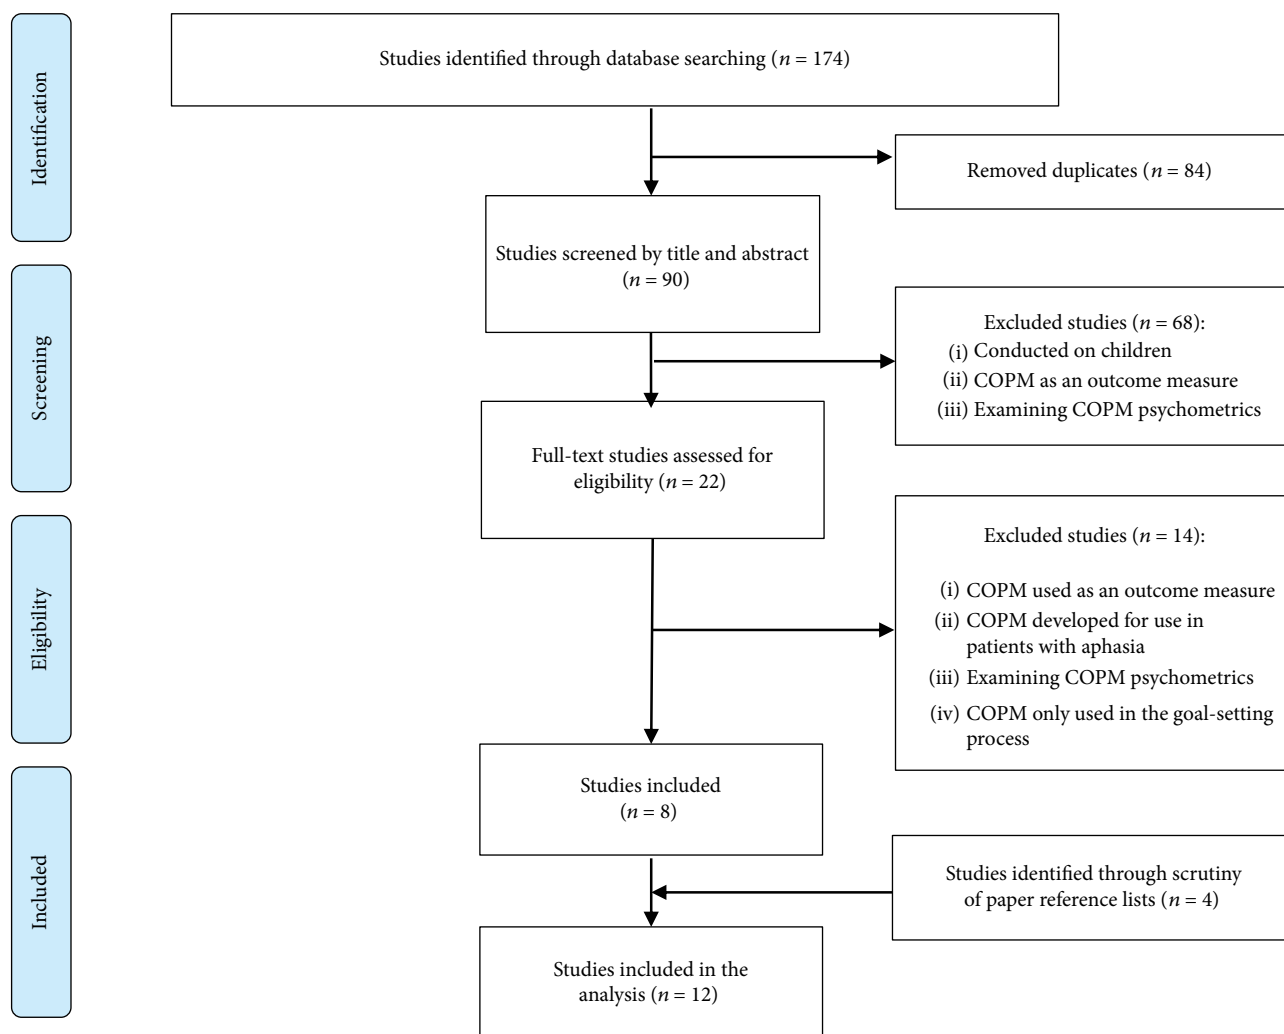 Identification
Studies identified through database searching (n = 174)
Removed duplicates (n = 84)
Studies screened by title and abstract
(n = 90)
Screening
Excluded studies (n = 68):
(i) Conducted on children
(ii) COPM as an outcome measure
(iii) Examining COPM psychometrics
Full-text studies assessed for
eligibility (n = 22)
Eligibility
Excluded studies (n = 14):
(i) COPM used as an outcome measure
(ii) COPM developed for use in
patients with aphasia
(iii) Examining COPM psychometrics
(iv) COPM only used in the goal-setting
process
Studies included
(n = 8)
Included
Studies identified through scrutiny
of paper reference lists (n = 4)
Studies included in the
analysis (n = 12)